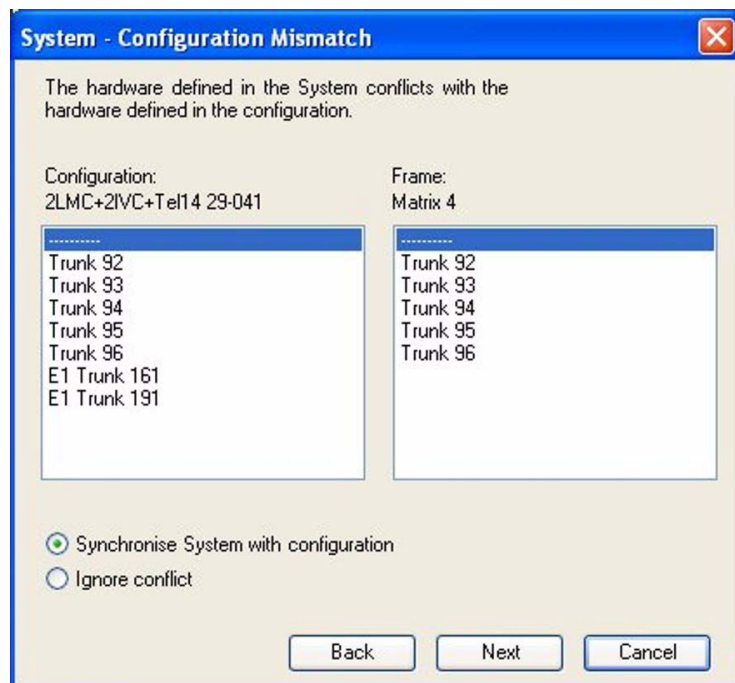 System - Configuration Mismatch
The hardware defined in the System conflicts with the
hardware defined in the configuration.
Configuration:
2LMC+2IVC+Tel14 29-041
----------
Trunk 92
Trunk 93
Trunk 94
Trunk 95
Trunk 96
E1 Trunk 161
E1 Trunk 191
Frame:
Matrix 4
----------
Trunk 92
Trunk 93
Trunk 94
Trunk 95
Trunk 96
Synchronise System with configuration
Ignore conflict
Back
Next
Cancel